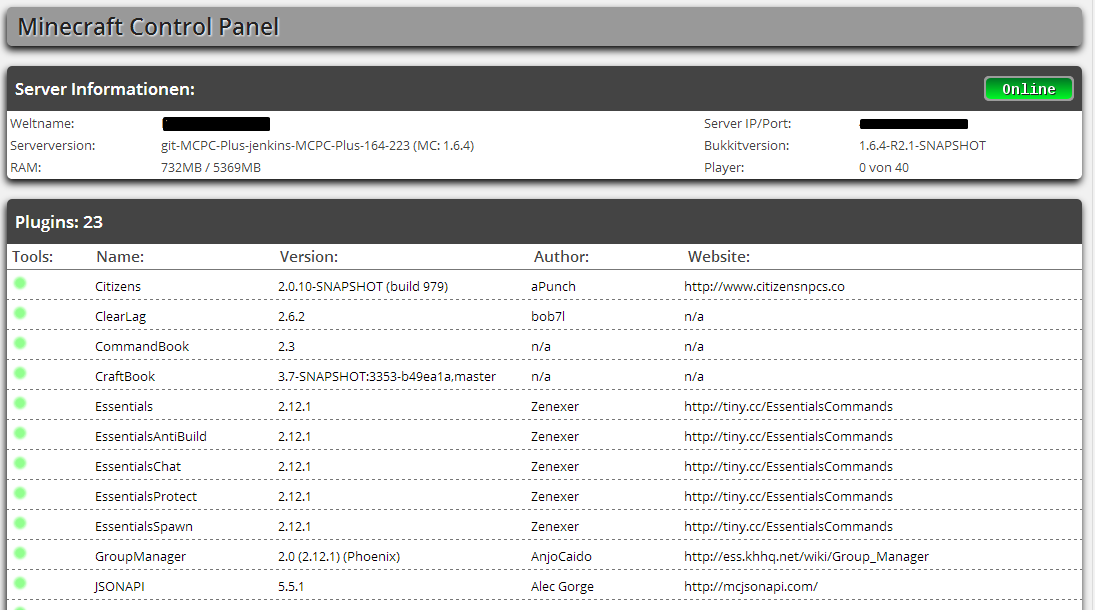 Minecraft Control Panel
Server Informationen:
Online
Weltname: Server IP/Port:
Serverversion: git-MCPC-Plus-jenkins-MCPC-Plus-164-223 (MC: 1.6.4) Bukkitversion: 1.6.4-R2.1-SNAPSHOT
RAM: 732MB / 5369MB Player: 0 von 40
Plugins: 23
Tools: Name: Version: Author: Website:
Citizens 2.0.10-SNAPSHOT (build 979) aPunch http://www.citizensnpcs.co
ClearLag 2.6.2 bob7l n/a
CommandBook 2.3 n/a n/a
CraftBook 3.7-SNAPSHOT:3353-b49ea1a,master n/a n/a
Essentials 2.12.1 Zenexer http://tiny.cc/EssentialsCommands
EssentialsAntiBuild 2.12.1 Zenexer http://tiny.cc/EssentialsCommands
EssentialsChat 2.12.1 Zenexer http://tiny.cc/EssentialsCommands
EssentialsProtect 2.12.1 Zenexer http://tiny.cc/EssentialsCommands
EssentialsSpawn 2.12.1 Zenexer http://tiny.cc/EssentialsCommands
GroupManager 2.0 (2.12.1) (Phoenix) AnjoCaido http://ess.khhq.net/wiki/Group_Manager
JSONAPI 5.5.1 Alec Gorge http://mcjsonapi.com/